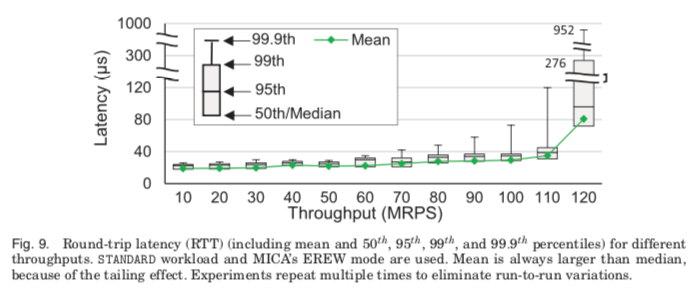 1000
300
120
80
40
0
Latency (µs)
99.9th
Mean
99th
95th
50th/Median
952
276
10 20 30 40 50 60 70 80 90 100 110 120
Throughput (MRPS)
Fig. 9. Round-trip latency (RTT) (including mean and 50th, 95th, 99th, and 99.9th percentiles) for different
throughputs. STANDARD workload and MICA's EREW mode are used. Mean is always larger than median,
because of the tailing effect. Experiments repeat multiple times to eliminate run-to-run variations.